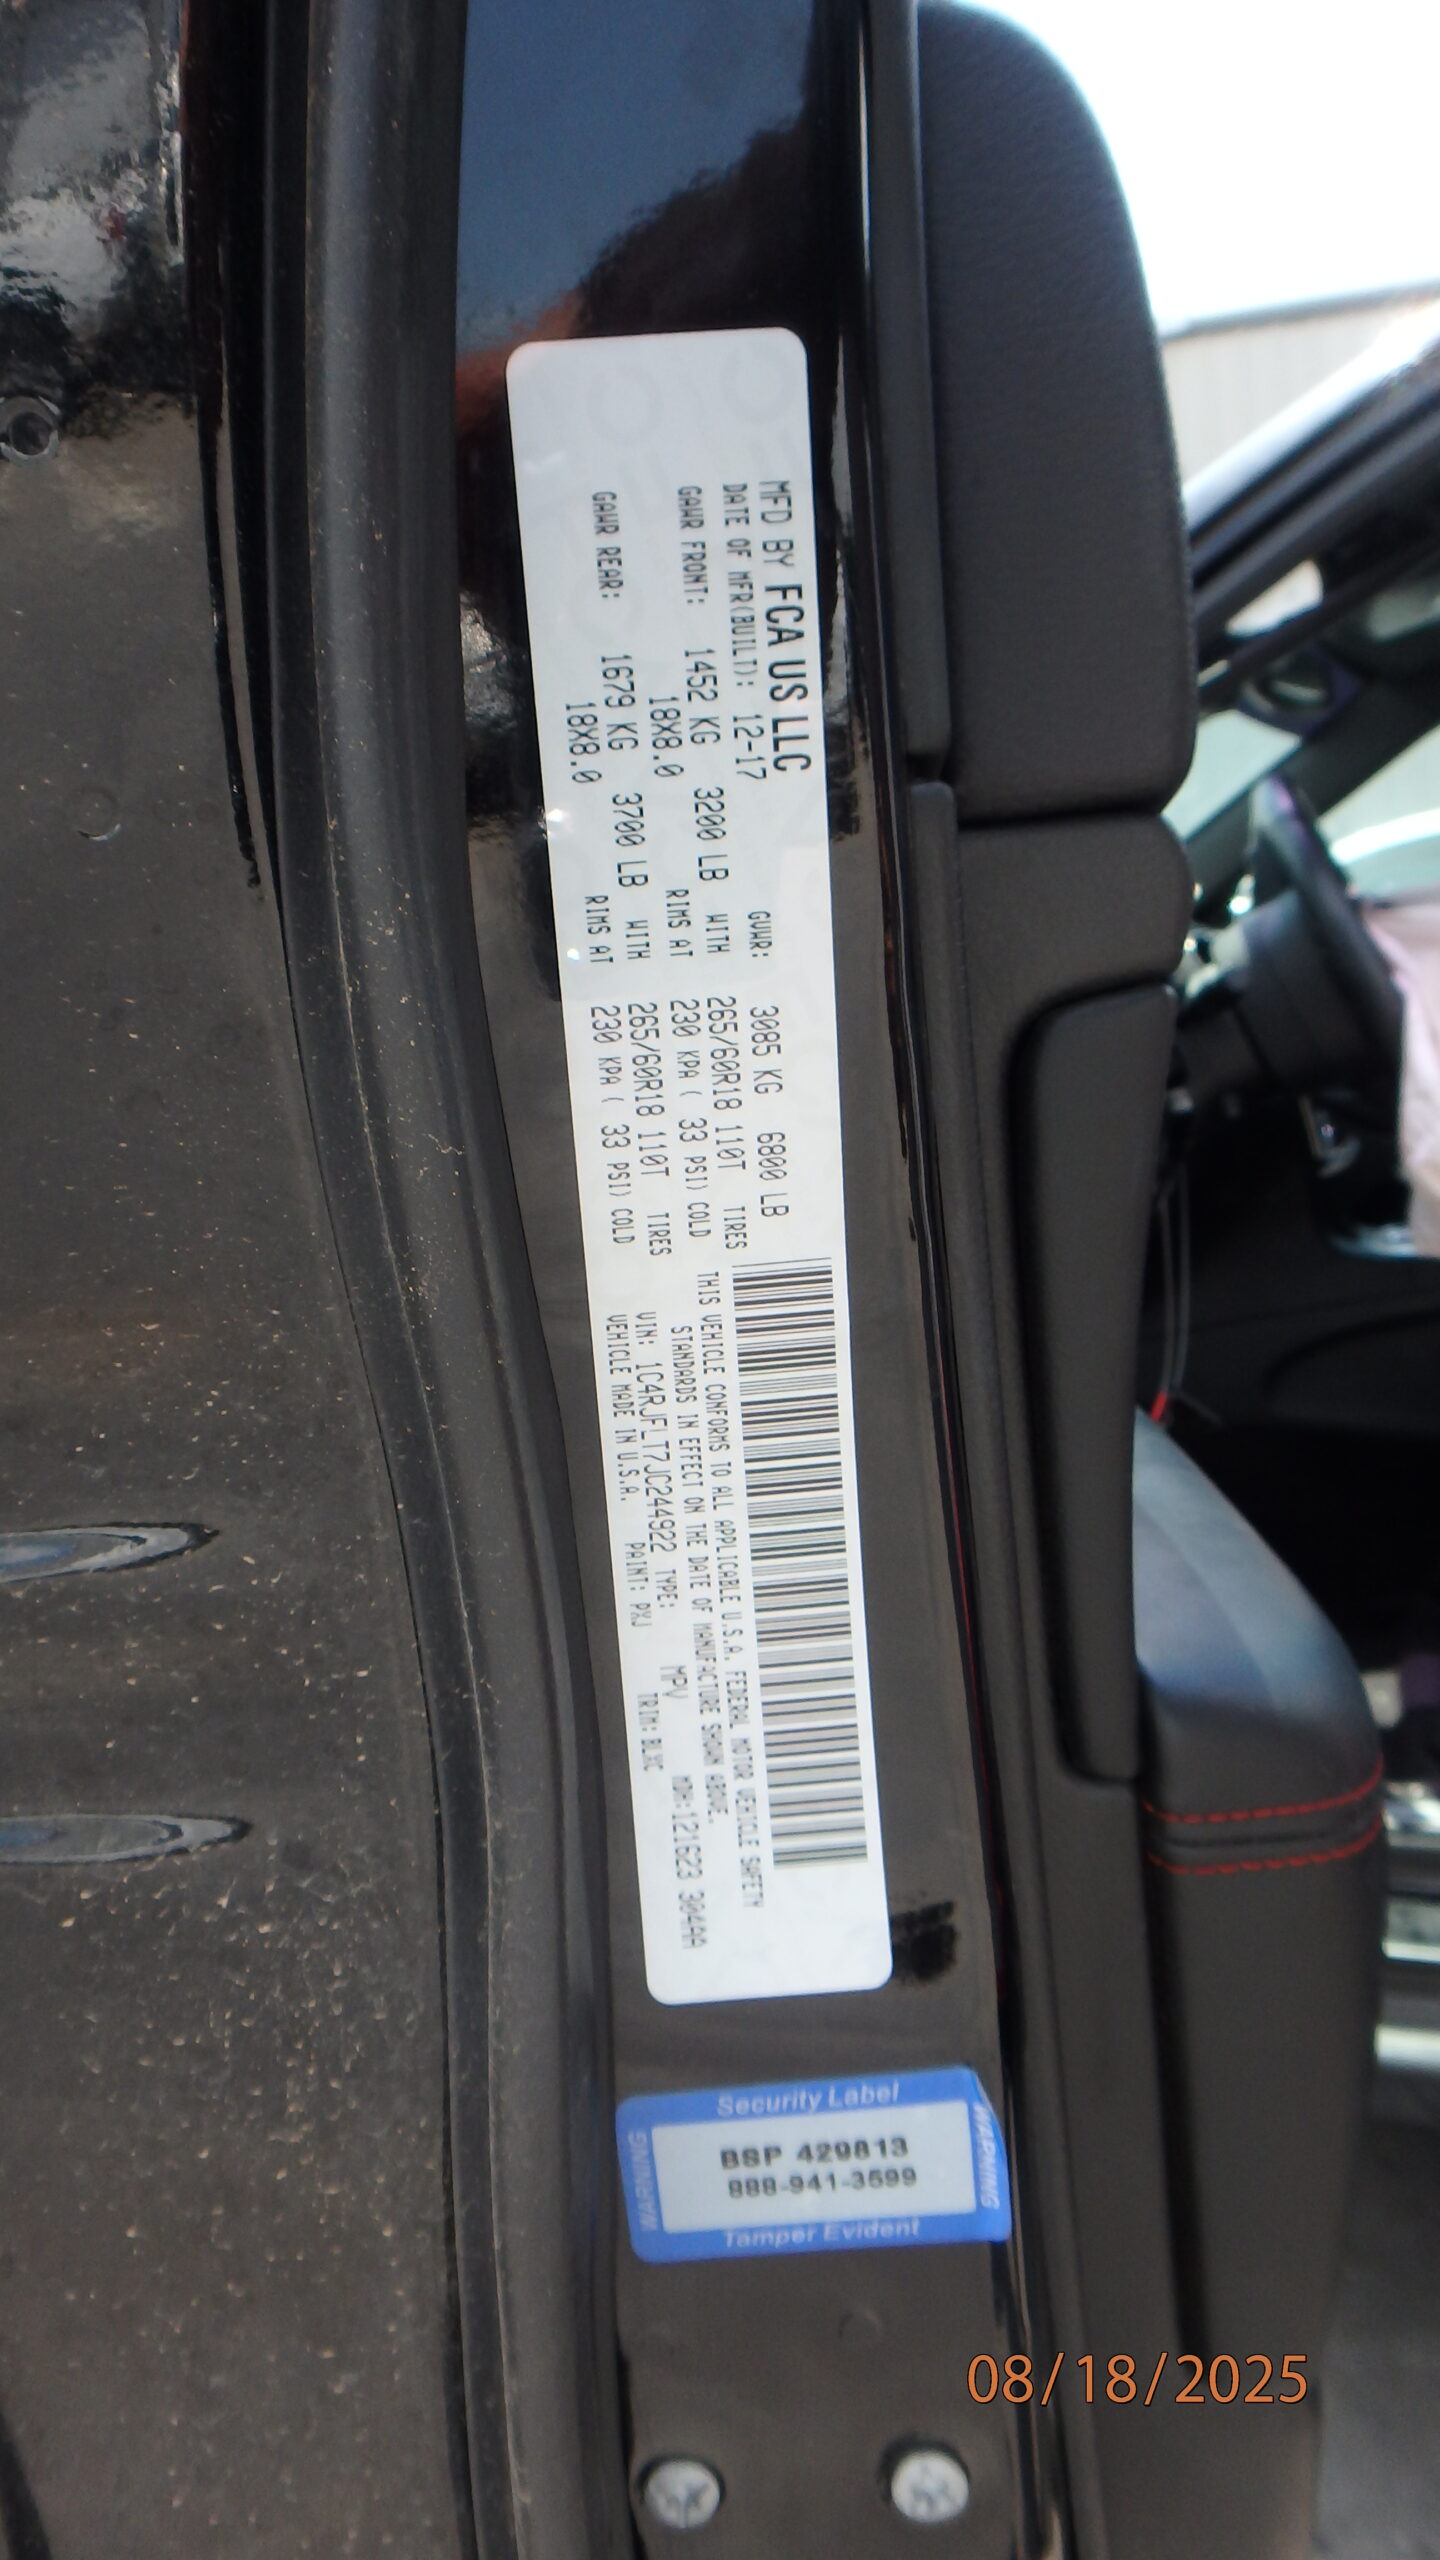 MFD BY FCA US LLC
DATE OF MFR(BUILT): 12-17 GVWR: 3085 KG 6800 LB
GAWR FRONT: 1452 KG 3200 LB WITH 265/60R18 110T TIRES
18X8.0 RIMS AT 230 KPA ( 33 PSI) COLD
GAWR REAR: 1679 KG 3700 LB WITH 265/60R18 110T TIRES
18X8.0 RIMS AT 230 KPA ( 33 PSI) COLD
THIS VEHICLE CONFORMS TO ALL APPLICABLE U.S.A. FEDERAL MOTOR VEHICLE SAFETY
STANDARDS IN EFFECT ON THE DATE OF MANUFACTURE SHOWN ABOVE.
VIN: 1C4RJFLT7JC244922 TYPE: MPV MDH:121623 304AA
VEHICLE MADE IN U.S.A. PAINT: PXJ TRIM: BLXC
Security Label
WARNING
BSP 429813
888-941-3599
WARNING
Tamper Evident
08/18/2025